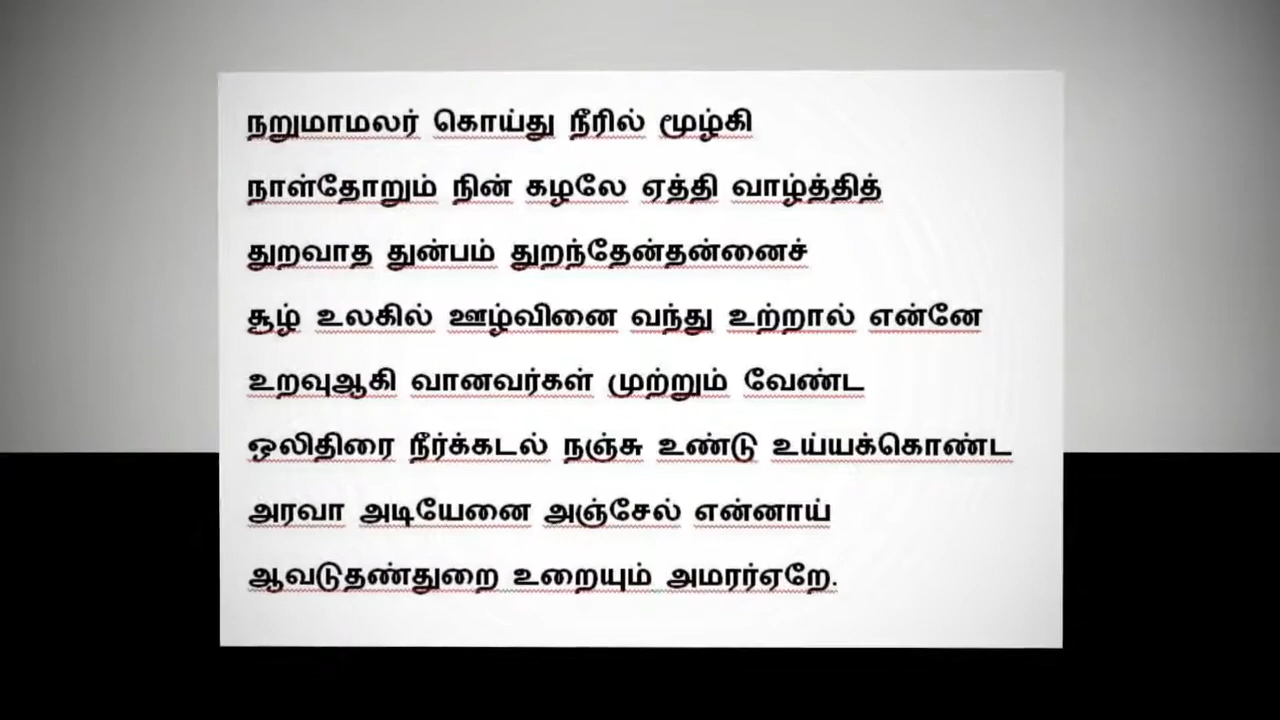 நறுமாமலர் கொய்து நீரில் மூழ்கி
நாள்தோறும் நின் கழலே ஏத்தி வாழ்த்தித்
துறவாத துன்பம் துறந்தேன்தன்னைச்
சூழ் உலகில் ஊழ்வினை வந்து உற்றால் என்னே
உறவுஆகி வானவர்கள் முற்றும் வேண்ட
ஒலிதிரை நீர்க்கடல் நஞ்சு உண்டு உய்யக்கொண்ட
அரவா அடியேனை அஞ்சேல் என்னாய்
ஆவடுதண்துறை உறையும் அமரர்ஏறே.